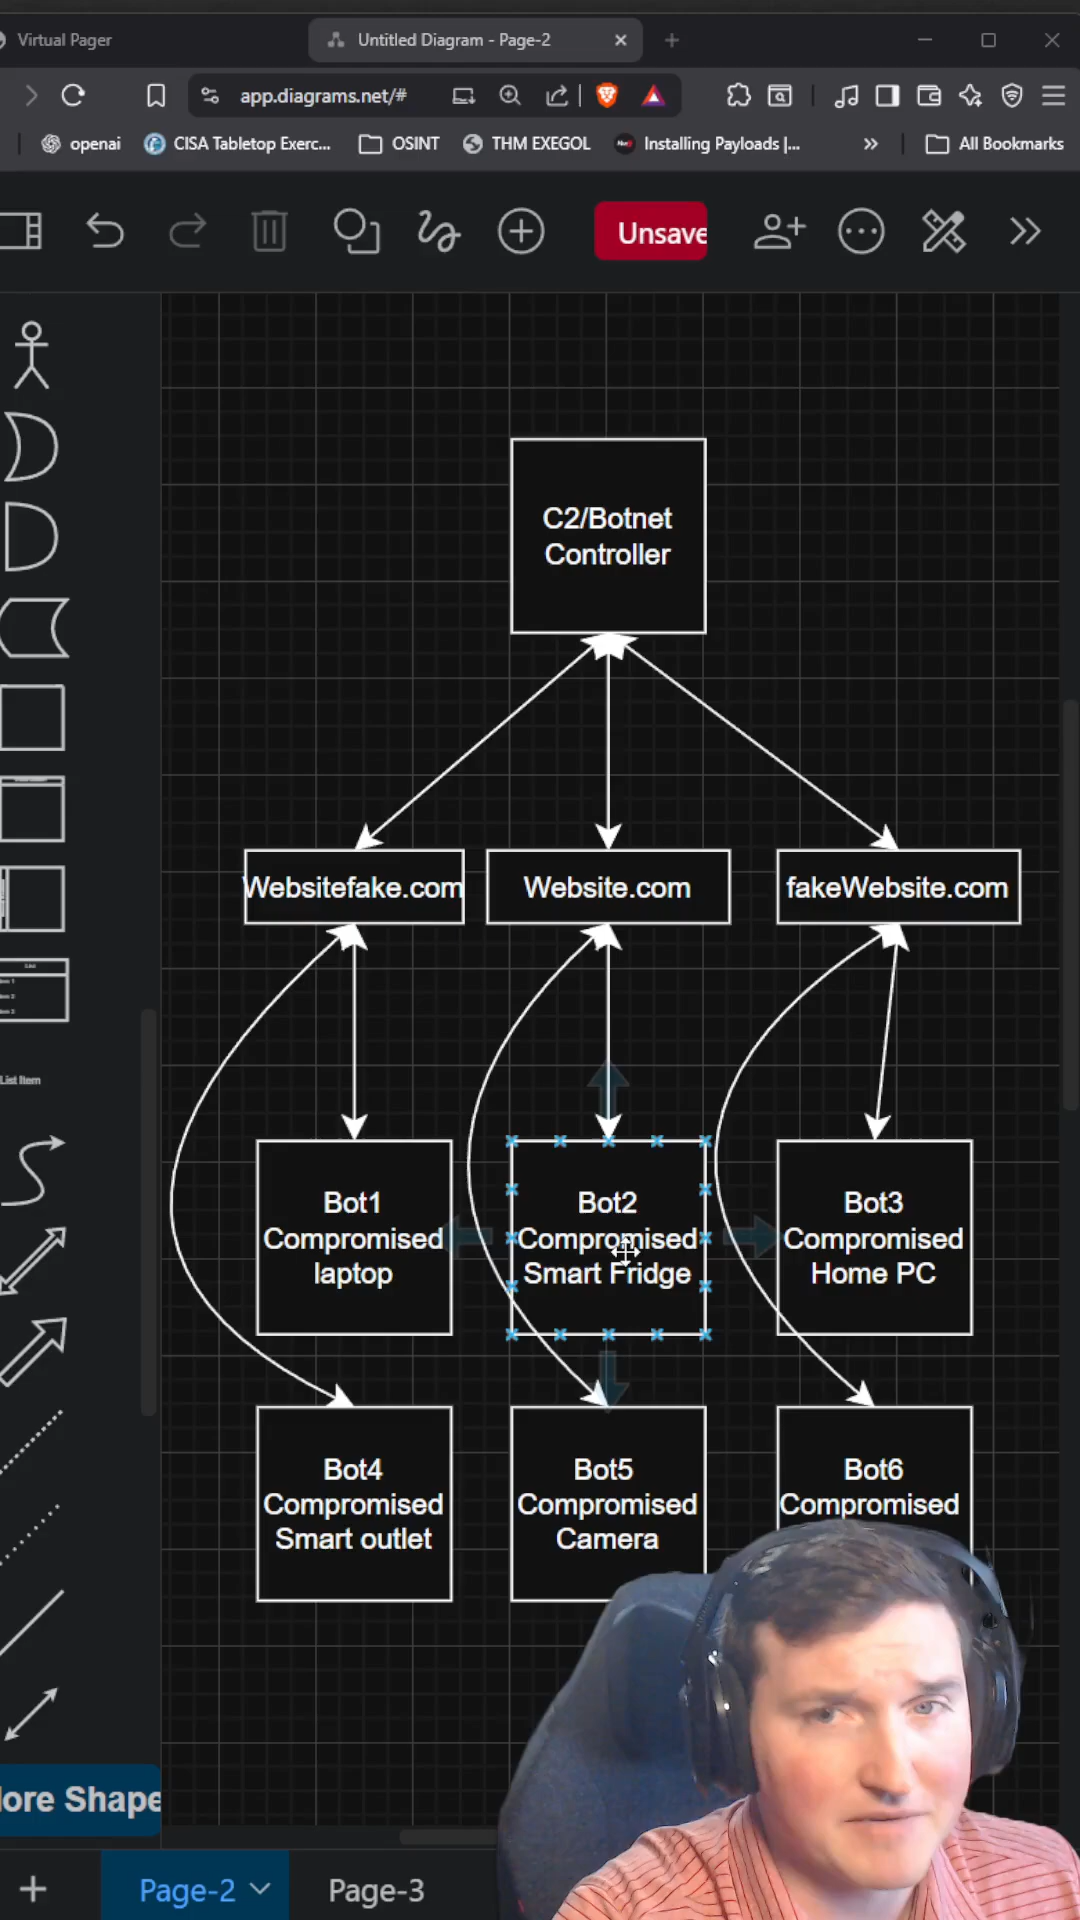 Virtual Pager
Untitled Diagram - Page-2
app.diagrams.net/#
openai
CISA Tabletop Exerc...
OSINT
THM EXEGOL
Installing Payloads |...
All Bookmarks
Unsave
C2/Botnet
Controller
Websitefake.com
Website.com
fakeWebsite.com
List Item
Bot1
Compromised
laptop
Bot2
Compromised
Smart Fridge
Bot3
Compromised
Home PC
Bot4
Compromised
Smart outlet
Bot5
Compromised
Camera
Bot6
Compromised
ore Shape
Page-2
Page-3